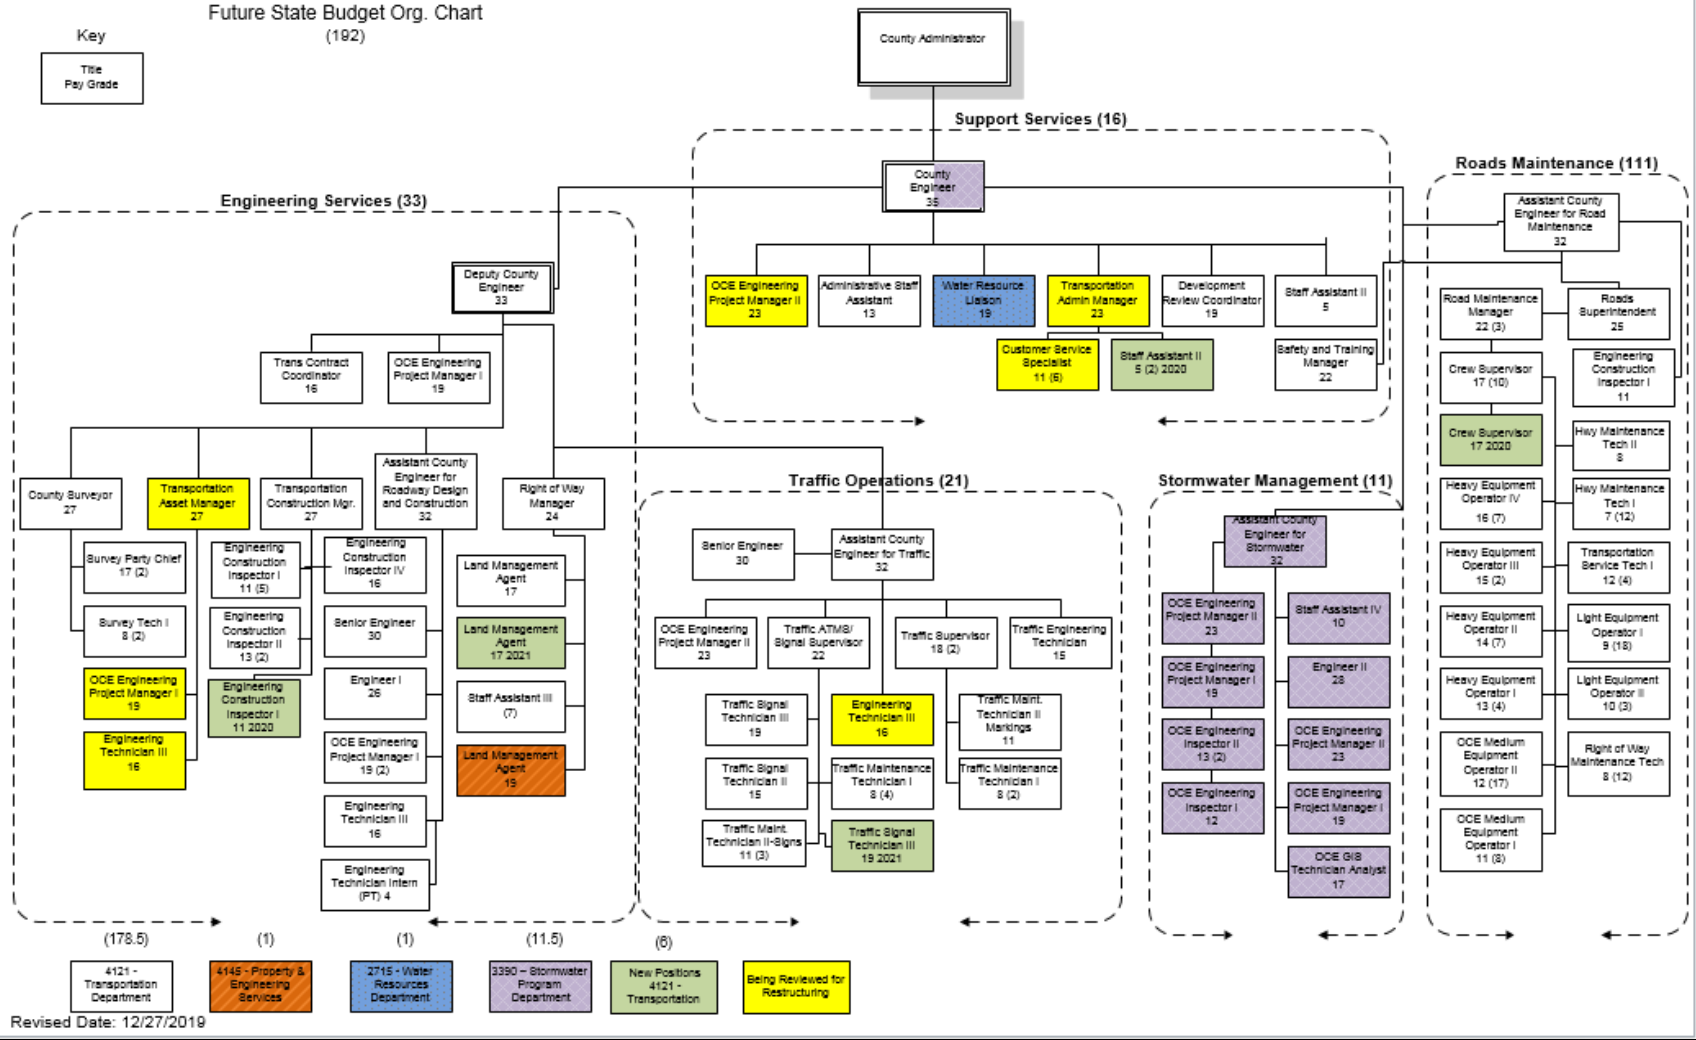 Future State Budget Org. Chart
(192)
Key
Title
Pay Grade
County Administrator
Support Services (16)
County
Engineer
35
OCE Engineering
Project Manager II
23
Administrative Staff
Assistant
13
Water Resource
Liaison
19
Transportation
Admin Manager
23
Development
Review Coordinator
19
Staff Assistant II
5
Customer Service
Specialist
11 (6)
Staff Assistant II
5 (2) 2020
Safety and Training
Manager
22
Engineering Services (33)
Deputy County
Engineer
33
Trans Contract
Coordinator
16
OCE Engineering
Project Manager I
19
County Surveyor
27
Transportation
Asset Manager
27
Transportation
Construction Mgr.
27
Assistant County
Engineer for
Roadway Design
and Construction
32
Right of Way
Manager
24
Survey Party Chief
17 (2)
Survey Tech I
8 (2)
OCE Engineering
Project Manager I
19
Engineering
Technician III
16
Engineering
Construction
Inspector I
11 (5)
Engineering
Construction
Inspector II
13 (2)
Engineering
Construction
Inspector I
11 2020
Engineering
Construction
Inspector IV
16
Senior Engineer
30
Engineer I
26
OCE Engineering
Project Manager I
19 (2)
Engineering
Technician III
16
Engineering
Technician Intern
(PT) 4
Land Management
Agent
17
Land Management
Agent
17 2021
Staff Assistant III
(7)
Land Management
Agent
19
Traffic Operations (21)
Senior Engineer
30
Assistant County
Engineer for Traffic
32
OCE Engineering
Project Manager II
23
Traffic ATMS/
Signal Supervisor
22
Traffic Supervisor
18 (2)
Traffic Engineering
Technician
15
Traffic Signal
Technician III
19
Engineering
Technician III
16
Traffic Maint.
Technician II
Markings
11
Traffic Signal
Technician II
15
Traffic Maintenance
Technician I
8 (4)
Traffic Maintenance
Technician I
8 (2)
Traffic Maint.
Technician II-Signs
11 (3)
Traffic Signal
Technician III
19 2021
Stormwater Management (11)
Assistant County
Engineer for
Stormwater
32
OCE Engineering
Project Manager II
23
Staff Assistant IV
10
OCE Engineering
Project Manager I
19
Engineer II
28
OCE Engineering
Inspector II
13 (2)
OCE Engineering
Project Manager II
23
OCE Engineering
Inspector I
12
OCE Engineering
Project Manager I
19
OCE GIS
Technician Analyst
17
Roads Maintenance (111)
Assistant County
Engineer for Road
Maintenance
32
Road Maintenance
Manager
22 (3)
Roads
Superintendent
25
Crew Supervisor
17 (10)
Engineering
Construction
Inspector I
11
Crew Supervisor
17 2020
Hwy Maintenance
Tech II
8
Heavy Equipment
Operator IV
16 (7)
Hwy Maintenance
Tech I
7 (12)
Heavy Equipment
Operator III
15 (2)
Transportation
Service Tech I
12 (4)
Heavy Equipment
Operator II
14 (7)
Light Equipment
Operator I
9 (18)
Heavy Equipment
Operator I
13 (4)
Light Equipment
Operator II
10 (3)
OCE Medium
Equipment
Operator II
12 (17)
Right of Way
Maintenance Tech
8 (12)
OCE Medium
Equipment
Operator I
11 (8)
(178.5)
(1)
(1)
(11.5)
(6)
4121 -
Transportation
Department
4145 - Property &
Engineering
Services
2715 - Water
Resources
Department
3390 – Stormwater
Program
Department
New Positions
4121 -
Transportation
Being Reviewed for
Restructuring
Revised Date: 12/27/2019